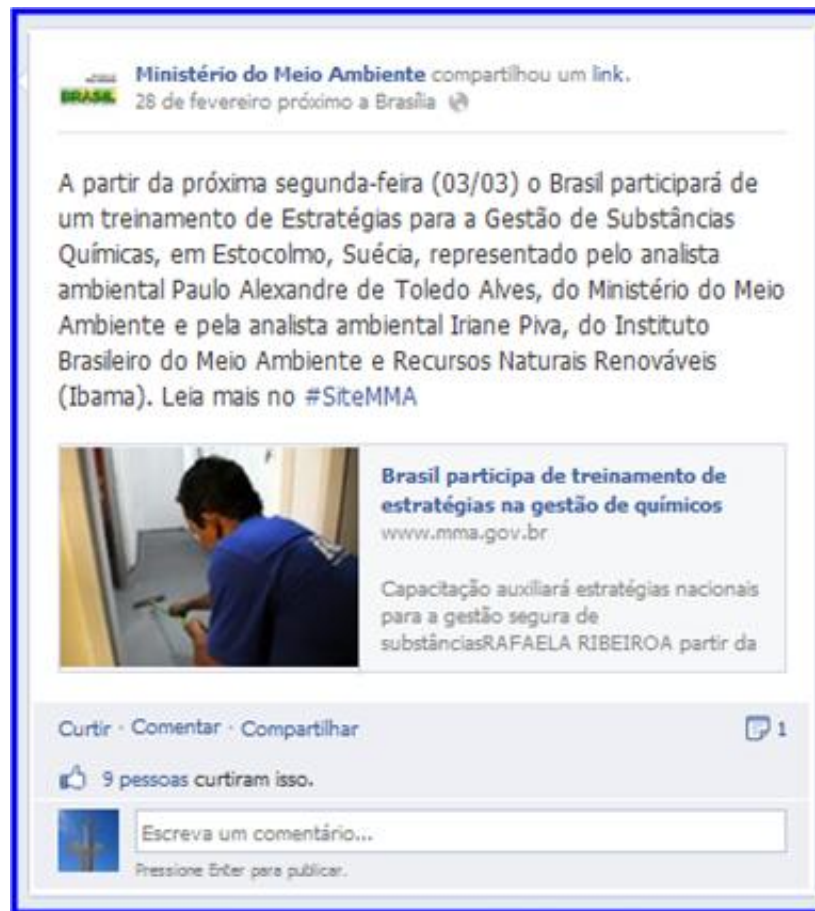 BRASIL
Ministério do Meio Ambiente compartilhou um link.
28 de fevereiro próximo a Brasília
A partir da próxima segunda-feira (03/03) o Brasil participará de
um treinamento de Estratégias para a Gestão de Substâncias
Químicas, em Estocolmo, Suécia, representado pelo analista
ambiental Paulo Alexandre de Toledo Alves, do Ministério do Meio
Ambiente e pela analista ambiental Iriane Piva, do Instituto
Brasileiro do Meio Ambiente e Recursos Naturais Renováveis
(Ibama). Leia mais no #SiteMMA
Brasil participa de treinamento de
estratégias na gestão de químicos
www.mma.gov.br
Capacitação auxiliará estratégias nacionais
para a gestão segura de
substânciasRAFAELA RIBEIROA partir da
Curtir · Comentar · Compartilhar
1
9 pessoas curtiram isso.
Escreva um comentário...
Pressione Enter para publicar.